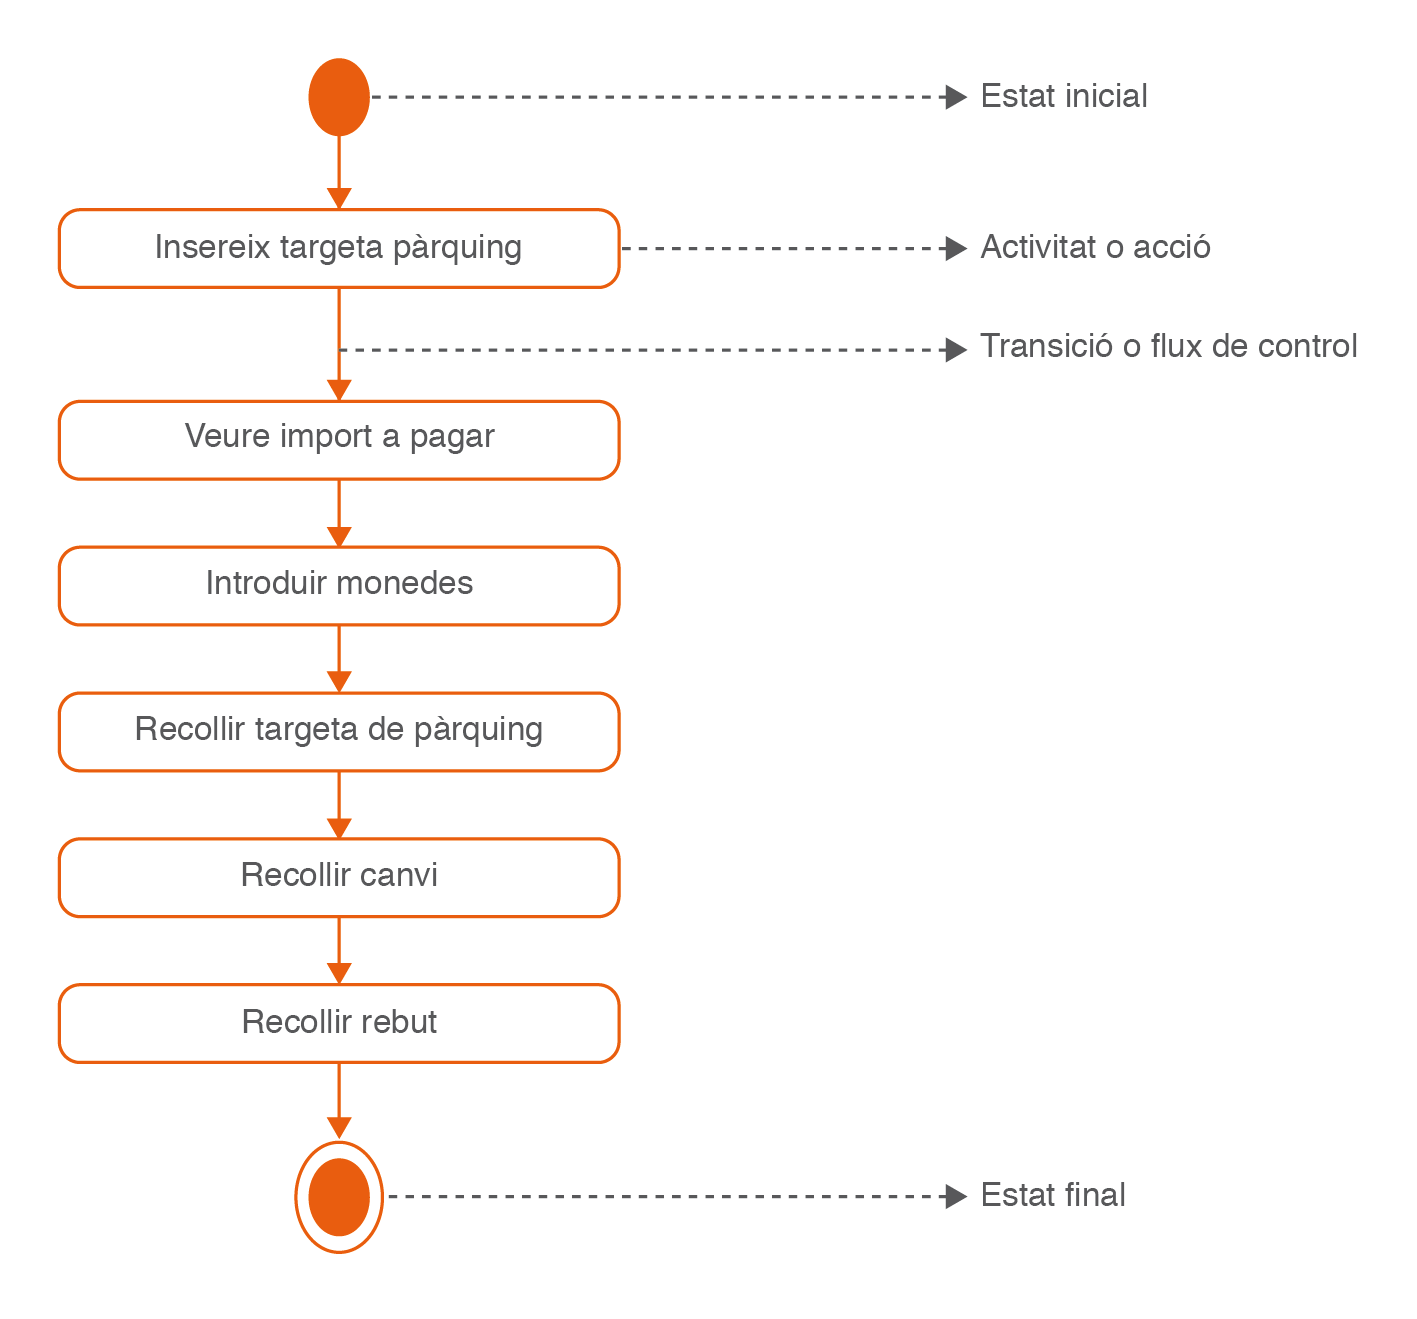 Estat inicial
Insereix targeta pàrquing
Activitat o acció
Transició o flux de control
Veure import a pagar
Introduir monedes
Recollir targeta de pàrquing
Recollir canvi
Recollir rebut
Estat final